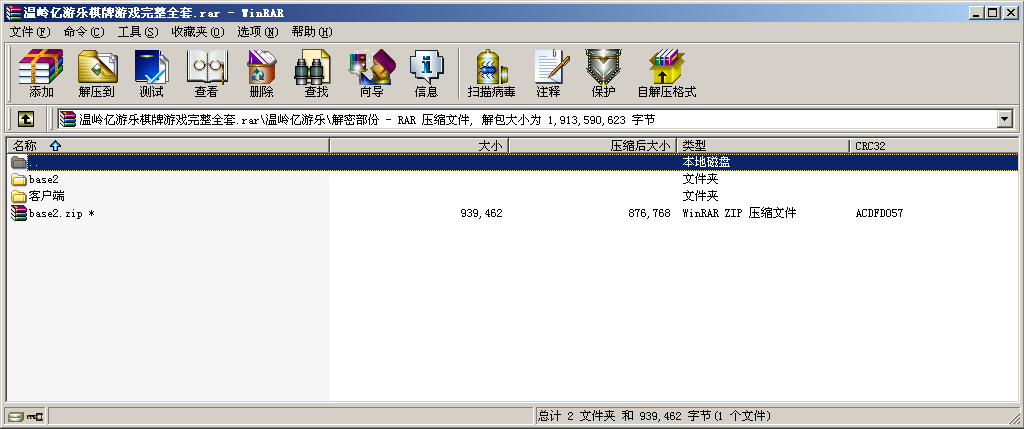 温岭亿游乐棋牌游戏完整全套.rar - WinRAR
文件(F) 命令(C) 工具(S) 收藏夹(O) 选项(N) 帮助(H)
添加 解压到 测试 查看 删除 查找 向导 信息 扫描病毒 注释 保护 自解压格式
温岭亿游乐棋牌游戏完整全套.rar\温岭亿游乐\解密部份 - RAR 压缩文件, 解包大小为 1,913,590,623 字节
名称 大小 压缩后大小 类型 CRC32
.. 本地磁盘
base2 文件夹
客户端 文件夹
base2.zip * 939,462 876,768 WinRAR ZIP 压缩文件 ACDFD057
总计 2 文件夹 和 939,462 字节(1 个文件)